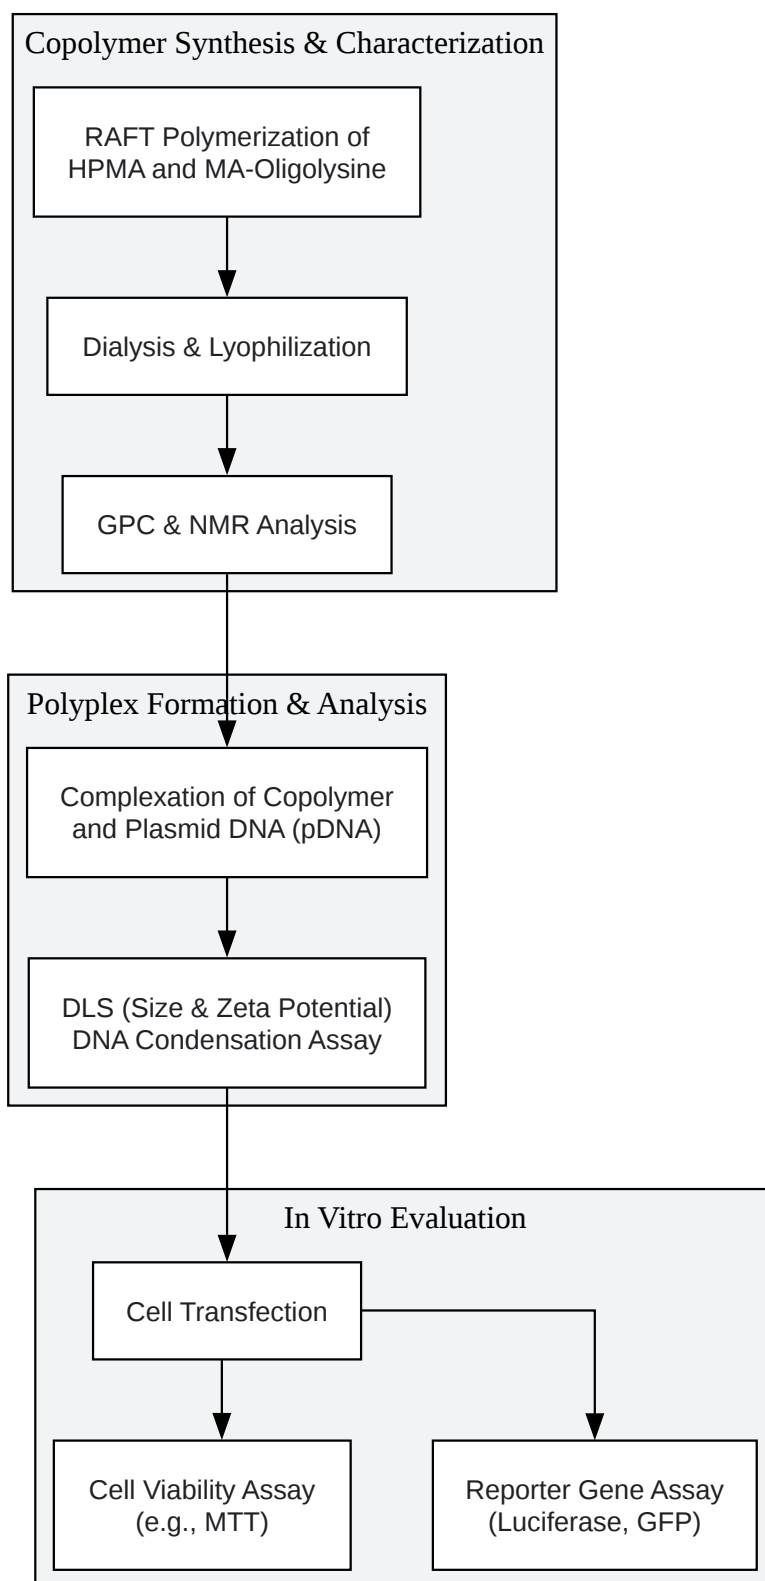 Copolymer Synthesis & Characterization
RAFT Polymerization of
HPMA and MA-Oligolysine
Dialysis & Lyophilization
GPC & NMR Analysis
Polyplex Formation & Analysis
Complexation of Copolymer
and Plasmid DNA (pDNA)
DLS (Size & Zeta Potential)
DNA Condensation Assay
In Vitro Evaluation
Cell Transfection
Cell Viability Assay
(e.g., MTT)
Reporter Gene Assay
(Luciferase, GFP)